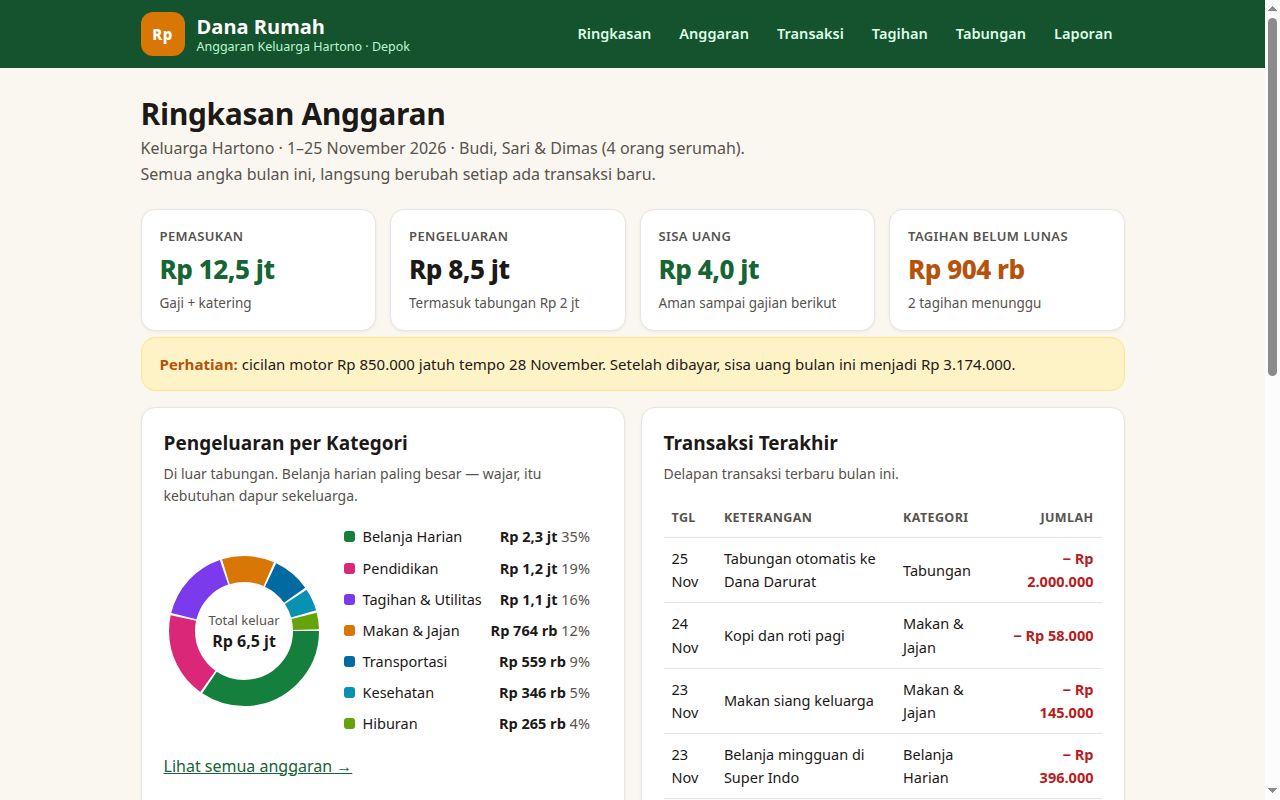 Rp
Dana Rumah
Anggaran Keluarga Hartono · Depok
Ringkasan
Anggaran
Transaksi
Tagihan
Tabungan
Laporan
Ringkasan Anggaran
Keluarga Hartono · 1–25 November 2026 · Budi, Sari & Dimas (4 orang serumah).
Semua angka bulan ini, langsung berubah setiap ada transaksi baru.
PEMASUKAN
Rp 12,5 jt
Gaji + katering
PENGELUARAN
Rp 8,5 jt
Termasuk tabungan Rp 2 jt
SISA UANG
Rp 4,0 jt
Aman sampai gajian berikut
TAGIHAN BELUM LUNAS
Rp 904 rb
2 tagihan menunggu
Perhatian: cicilan motor Rp 850.000 jatuh tempo 28 November. Setelah dibayar, sisa uang bulan ini menjadi Rp 3.174.000.
Pengeluaran per Kategori
Di luar tabungan. Belanja harian paling besar — wajar, itu
kebutuhan dapur sekeluarga.
Total keluar
Rp 6,5 jt
Belanja Harian Rp 2,3 jt 35%
Pendidikan Rp 1,2 jt 19%
Tagihan & Utilitas Rp 1,1 jt 16%
Makan & Jajan Rp 764 rb 12%
Transportasi Rp 559 rb 9%
Kesehatan Rp 346 rb 5%
Hiburan Rp 265 rb 4%
Lihat semua anggaran →
Transaksi Terakhir
Delapan transaksi terbaru bulan ini.
TGL KETERANGAN KATEGORI JUMLAH
25 Nov Tabungan otomatis ke Dana Darurat Tabungan − Rp 2.000.000
24 Nov Kopi dan roti pagi Makan & Jajan − Rp 58.000
23 Nov Makan siang keluarga Makan & Jajan − Rp 145.000
23 Nov Belanja mingguan di Super Indo Belanja Harian − Rp 396.000